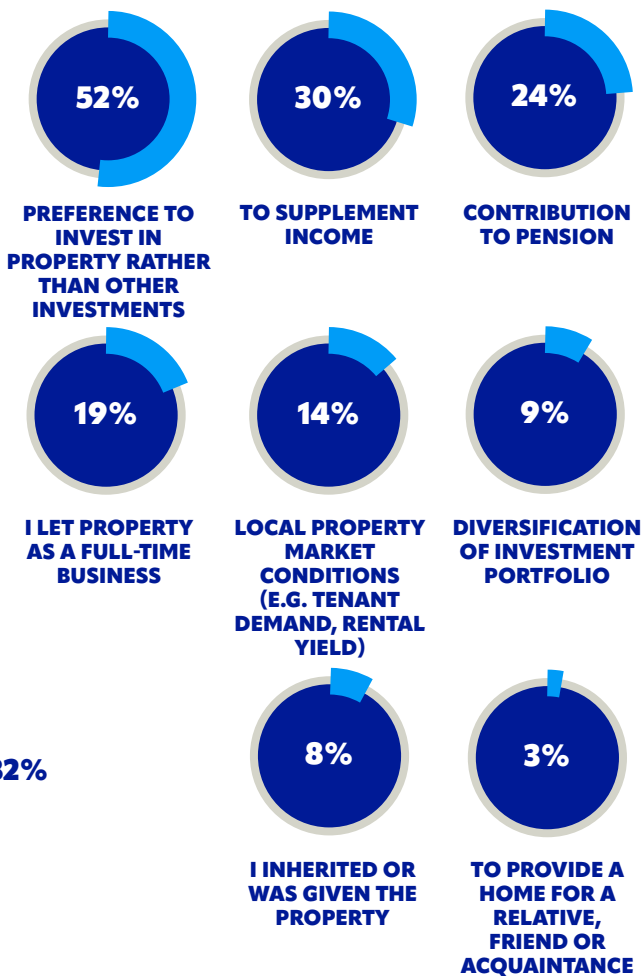 52%
PREFERENCE TO
INVEST IN
PROPERTY RATHER
THAN OTHER
INVESTMENTS
30%
TO SUPPLEMENT
INCOME
24%
CONTRIBUTION
TO PENSION
19%
I LET PROPERTY
AS A FULL-TIME
BUSINESS
14%
LOCAL PROPERTY
MARKET
CONDITIONS
(E.G. TENANT
DEMAND, RENTAL
YIELD)
9%
DIVERSIFICATION
OF INVESTMENT
PORTFOLIO
2%
8%
I INHERITED OR
WAS GIVEN THE
PROPERTY
3%
TO PROVIDE A
HOME FOR A
RELATIVE,
FRIEND OR
ACQUAINTANCE